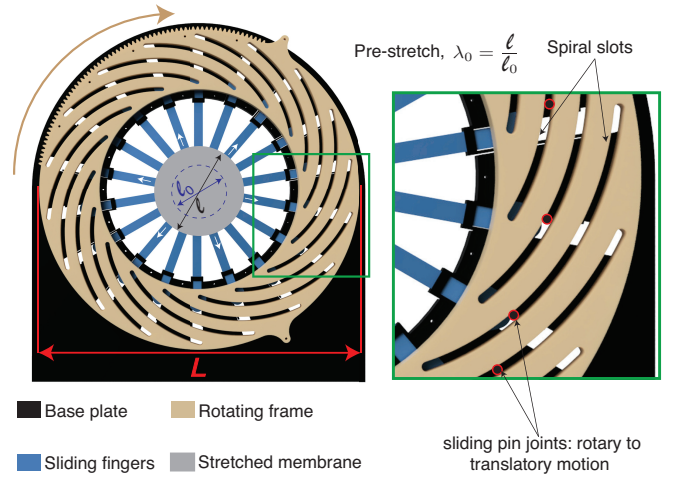 Pre-stretch, λ₀ = ℓ/ℓ₀
Spiral slots
ℓ₀
ℓ
L
Base plate
Rotating frame
Sliding fingers
Stretched membrane
sliding pin joints: rotary to
translatory motion